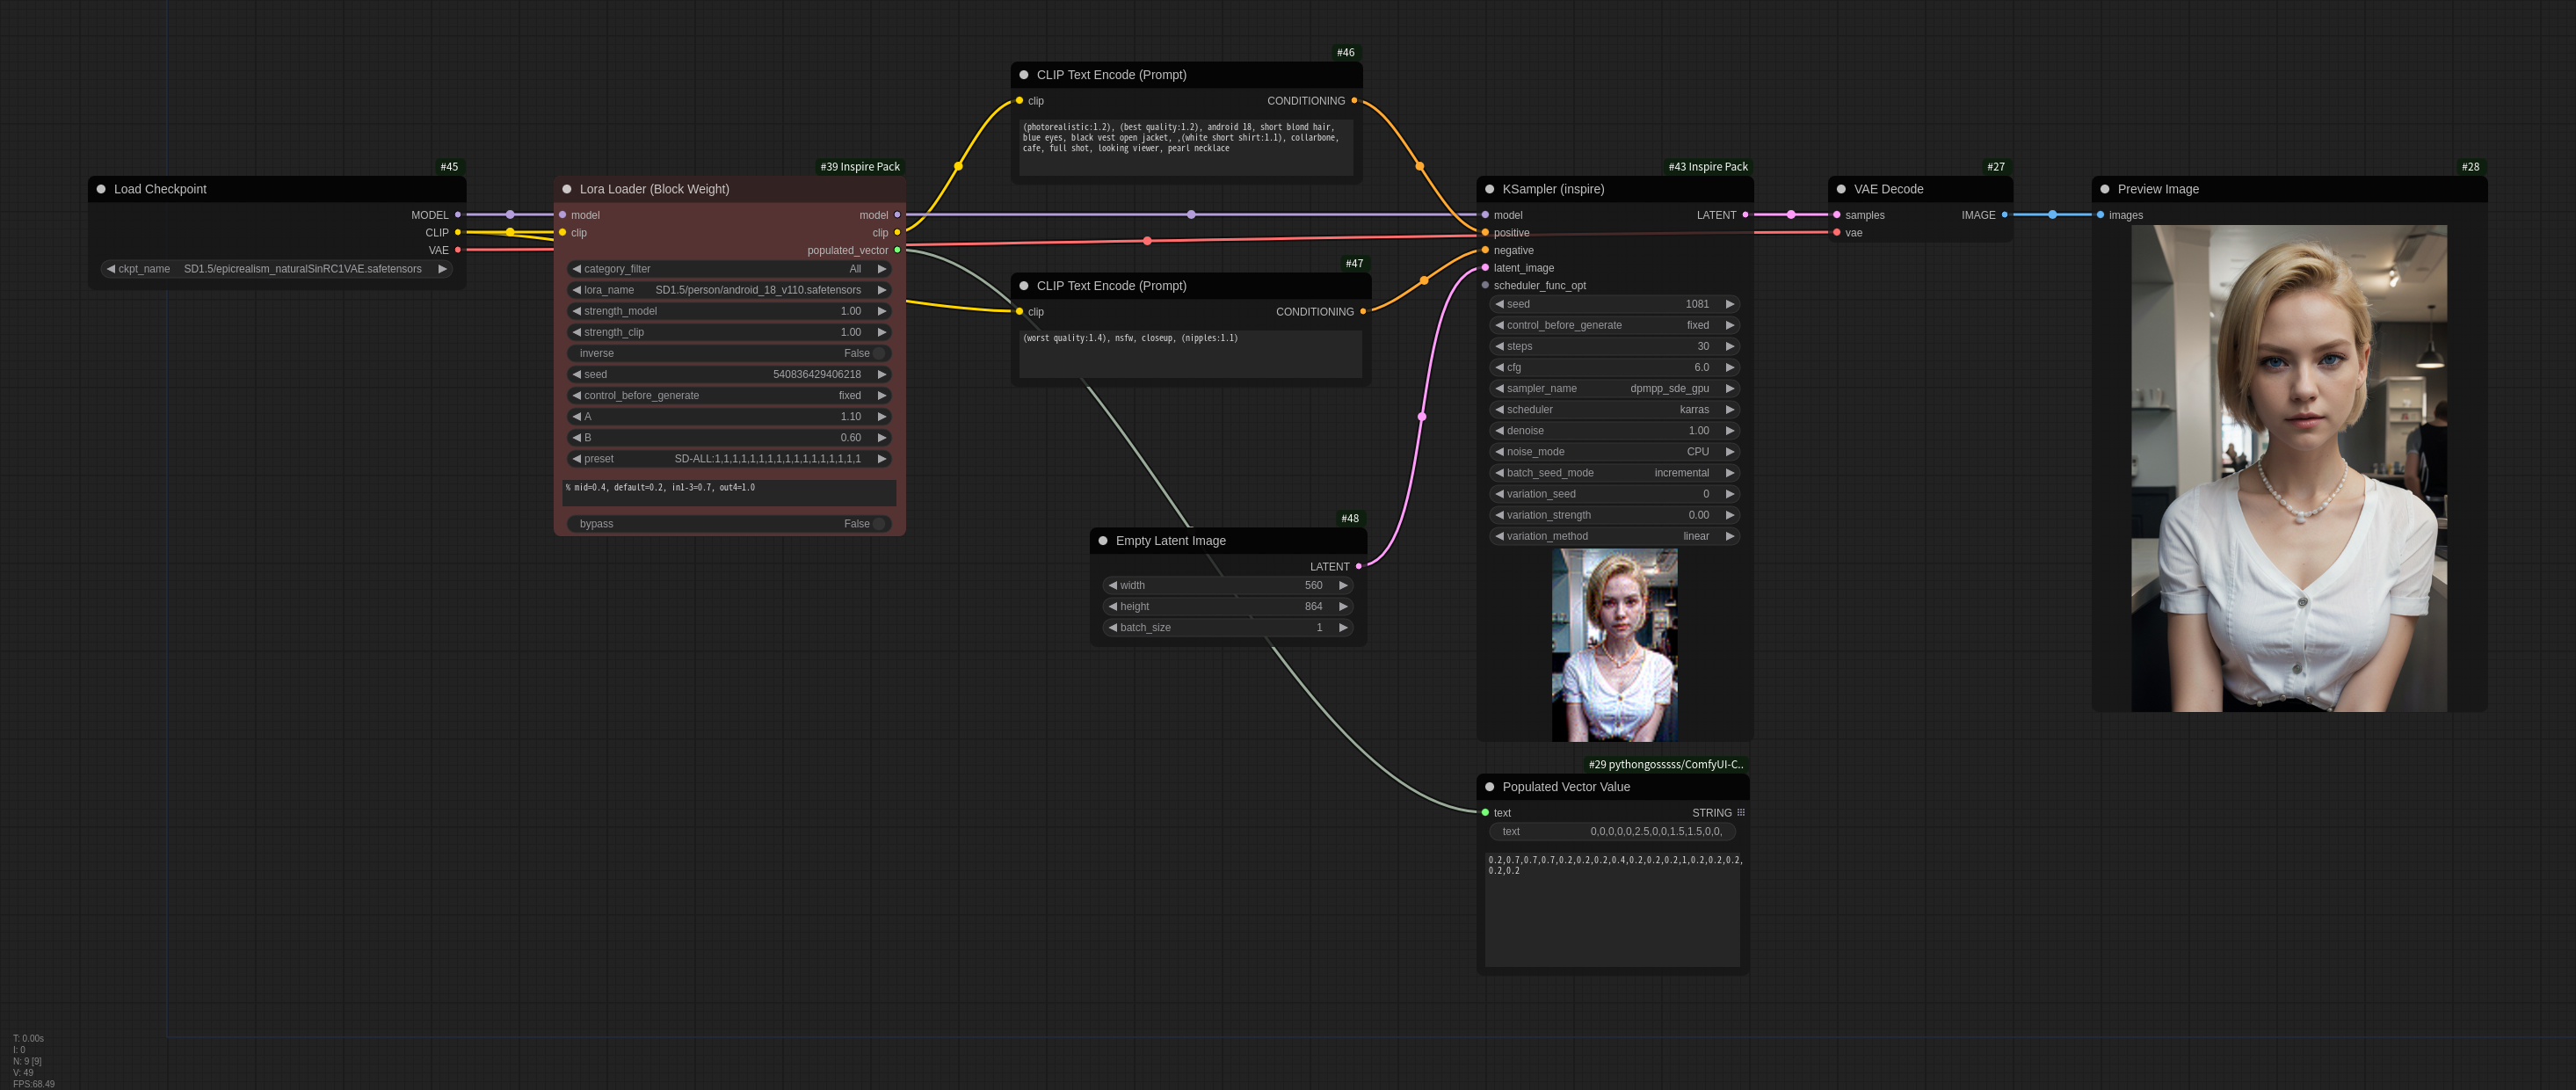 #45
Load Checkpoint
MODEL
CLIP
VAE
ckpt_name SD1.5/epicrealism_naturalSinRC1VAE.safetensors
#39 Inspire Pack
Lora Loader (Block Weight)
model model
clip clip
populated_vector
category_filter All
lora_name SD1.5/person/android_18_v110.safetensors
strength_model 1.00
strength_clip 1.00
inverse False
seed 540836429406218
control_before_generate fixed
A 1.10
B 0.60
preset SD-ALL:1,1,1,1,1,1,1,1,1,1,1,1,1,1,1,1,1
% mid=0.4, default=0.2, in1-3=0.7, out4=1.0
bypass False
#46
CLIP Text Encode (Prompt)
clip CONDITIONING
(photorealistic:1.2), (best quality:1.2), android 18, short blond hair,
blue eyes, black vest open jacket, ,(white short shirt:1.1), collarbone,
cafe, full shot, looking viewer, pearl necklace
#47
CLIP Text Encode (Prompt)
clip CONDITIONING
(worst quality:1.4), nsfw, closeup, (nipples:1.1)
#48
Empty Latent Image
LATENT
width 560
height 864
batch_size 1
#43 Inspire Pack
KSampler (inspire)
model LATENT
positive
negative
latent_image
scheduler_func_opt
seed 1081
control_before_generate fixed
steps 30
cfg 6.0
sampler_name dpmpp_sde_gpu
scheduler karras
denoise 1.00
noise_mode CPU
batch_seed_mode incremental
variation_seed 0
variation_strength 0.00
variation_method linear
#29 pythongosssss/ComfyUI-C..
Populated Vector Value
text STRING
text 0,0,0,0,0,2.5,0,0,1.5,1.5,0,0,
0.2,0.7,0.7,0.7,0.2,0.2,0.2,0.4,0.2,0.2,0.2,1,0.2,0.2,0.2,
0.2,0.2
#27
VAE Decode
samples IMAGE
vae
#28
Preview Image
images
T: 0.00s
I: 0
N: 9 [9]
V: 49
FPS:68.49